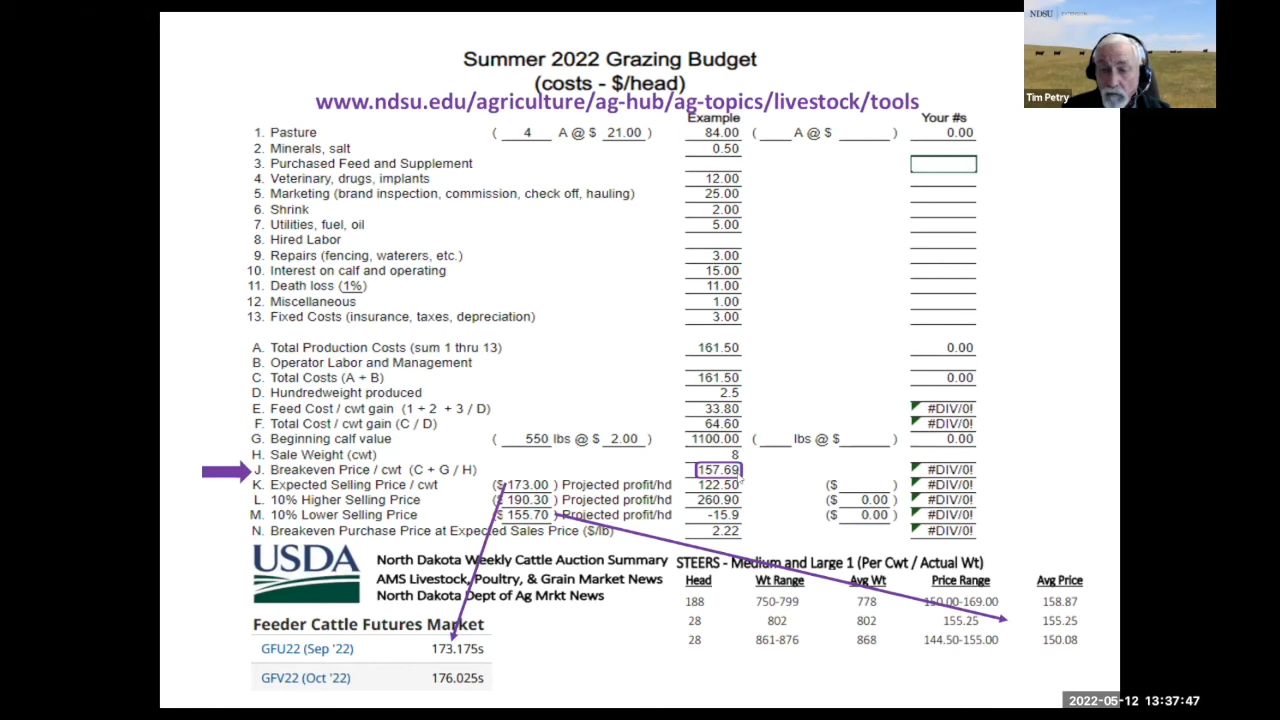 NDSU EXTENSION
Tim Petry
Summer 2022 Grazing Budget
(costs - $/head)
www.ndsu.edu/agriculture/ag-hub/ag-topics/livestock/tools
Example Your #s
1. Pasture ( 4 A @ $ 21.00 ) 84.00 ( A @ $ ) 0.00
2. Minerals, salt 0.50
3. Purchased Feed and Supplement
4. Veterinary, drugs, implants 12.00
5. Marketing (brand inspection, commission, check off, hauling) 25.00
6. Shrink 2.00
7. Utilities, fuel, oil 5.00
8. Hired Labor
9. Repairs (fencing, waterers, etc.) 3.00
10. Interest on calf and operating 15.00
11. Death loss (1%) 11.00
12. Miscellaneous 1.00
13. Fixed Costs (insurance, taxes, depreciation) 3.00
A. Total Production Costs (sum 1 thru 13) 161.50 0.00
B. Operator Labor and Management
C. Total Costs (A + B) 161.50 0.00
D. Hundredweight produced 2.5
E. Feed Cost / cwt gain (1 + 2 + 3 / D) 33.80 #DIV/0!
F. Total Cost / cwt gain (C / D) 64.60 #DIV/0!
G. Beginning calf value ( 550 lbs @ $ 2.00 ) 1100.00 ( lbs @ $ ) 0.00
H. Sale Weight (cwt) 8
J. Breakeven Price / cwt (C + G / H) 157.69 #DIV/0!
K. Expected Selling Price / cwt ($ 173.00 ) Projected profit/hd 122.50 ($ ) #DIV/0!
L. 10% Higher Selling Price ($ 190.30 ) Projected profit/hd 260.90 ($ 0.00 ) #DIV/0!
M. 10% Lower Selling Price ($ 155.70 ) Projected profit/hd -15.9 ($ 0.00 ) #DIV/0!
N. Breakeven Purchase Price at Expected Sales Price ($/lb) 2.22 #DIV/0!
USDA
North Dakota Weekly Cattle Auction Summary
AMS Livestock, Poultry, & Grain Market News
North Dakota Dept of Ag Mrkt News
STEERS - Medium and Large 1 (Per Cwt / Actual Wt)
Head Wt Range Avg Wt Price Range Avg Price
188 750-799 778 150.00-169.00 158.87
28 802 802 155.25 155.25
28 861-876 868 144.50-155.00 150.08
Feeder Cattle Futures Market
GFU22 (Sep '22) 173.175s
GFV22 (Oct '22) 176.025s
2022-05-12 13:37:47